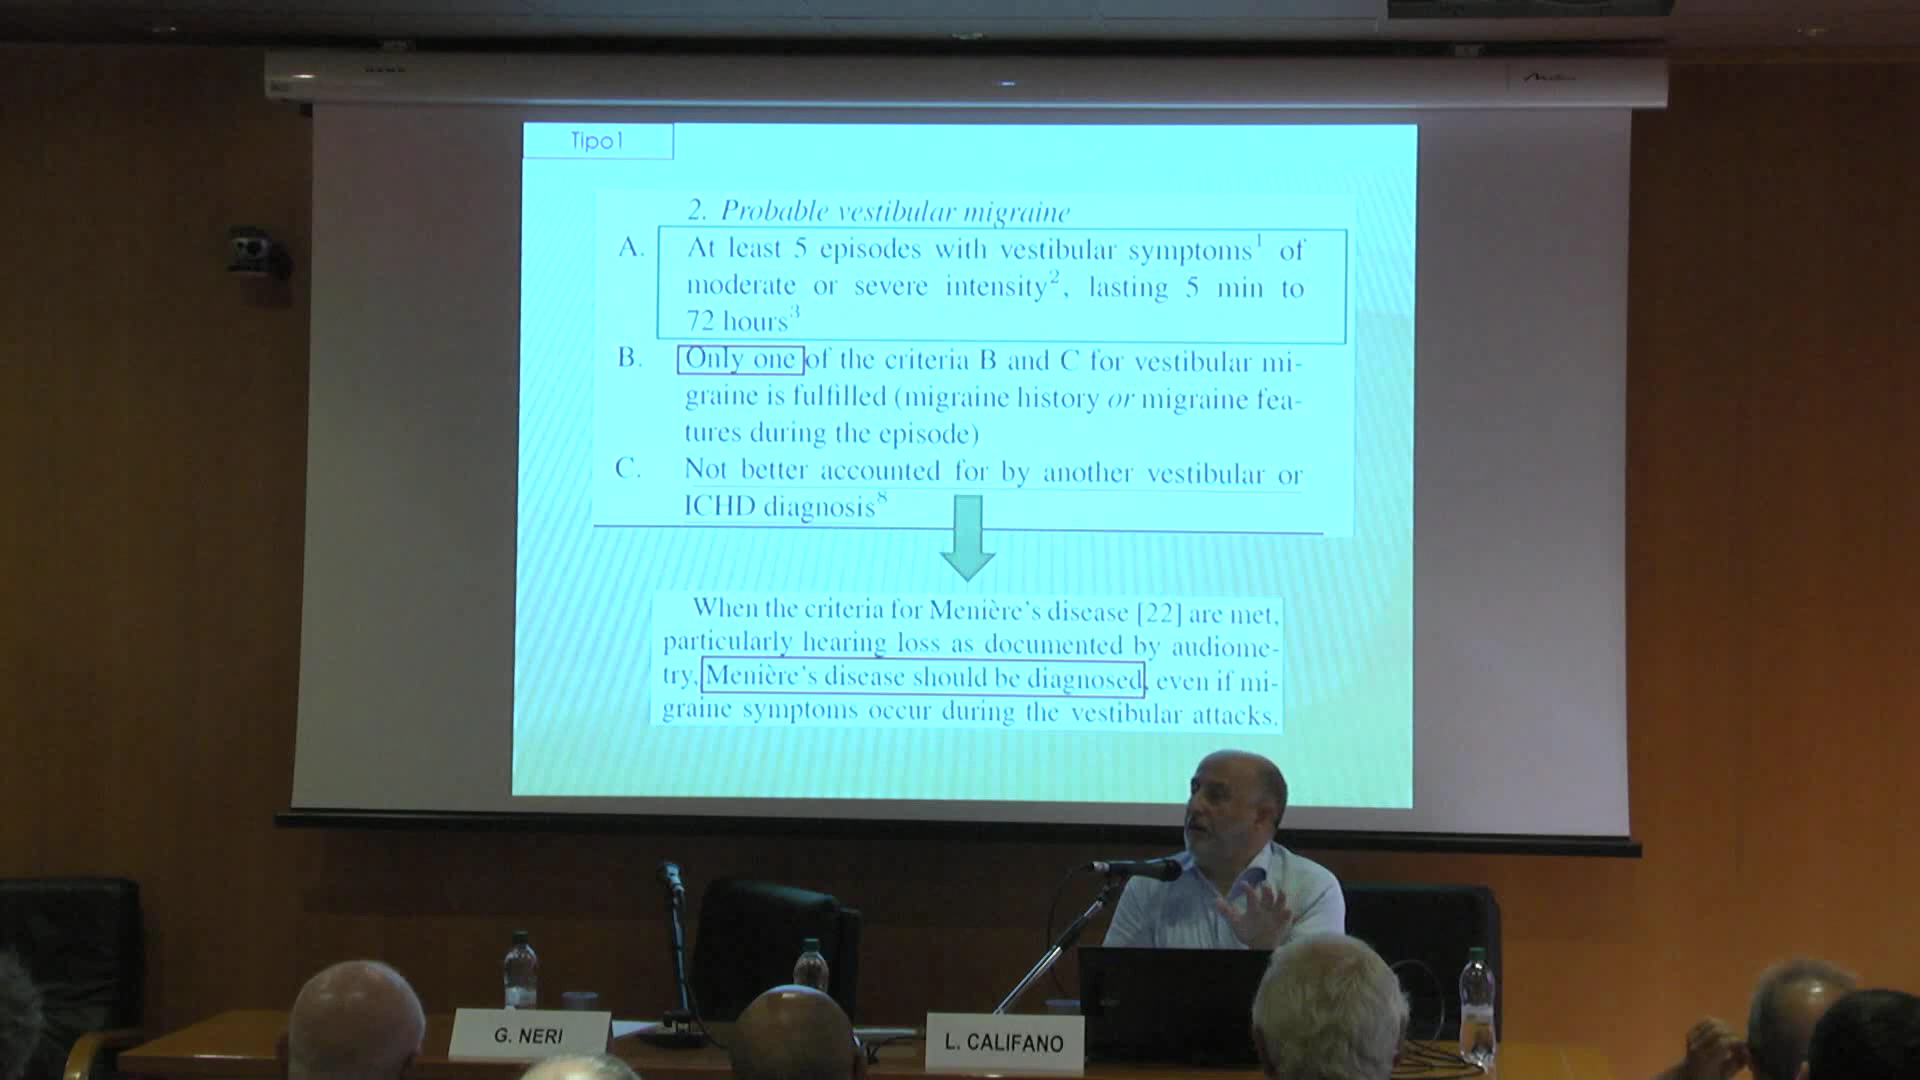 Tipo1
2. Probable vestibular migraine
A. At least 5 episodes with vestibular symptoms¹ of
moderate or severe intensity², lasting 5 min to
72 hours³
B. Only one of the criteria B and C for vestibular mi-
graine is fulfilled (migraine history or migraine fea-
tures during the episode)
C. Not better accounted for by another vestibular or
ICHD diagnosis⁸
When the criteria for Menière's disease [22] are met,
particularly hearing loss as documented by audiome-
try, Menière's disease should be diagnosed, even if mi-
graine symptoms occur during the vestibular attacks.
G. NERI
L. CALIFANO